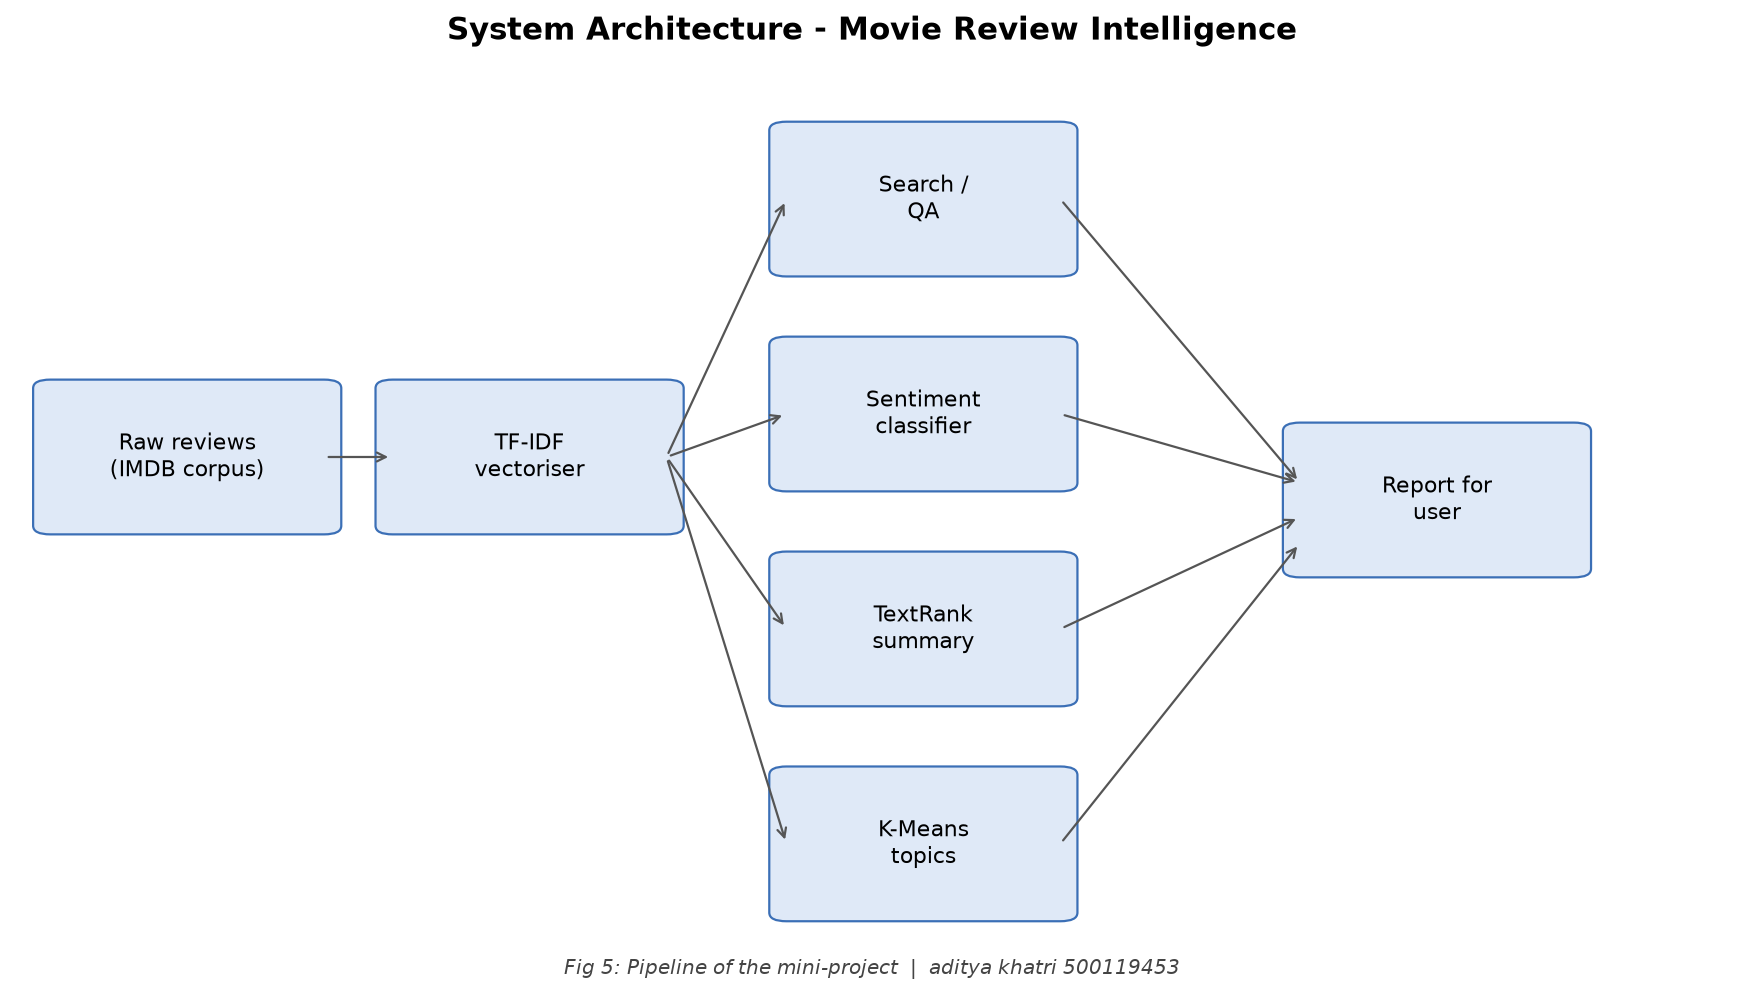 System Architecture - Movie Review Intelligence
Search /
QA
Sentiment
classifier
Raw reviews
(IMDB corpus)
TF-IDF
vectoriser
Report for
user
TextRank
summary
K-Means
topics
Fig 5: Pipeline of the mini-project | aditya khatri 500119453